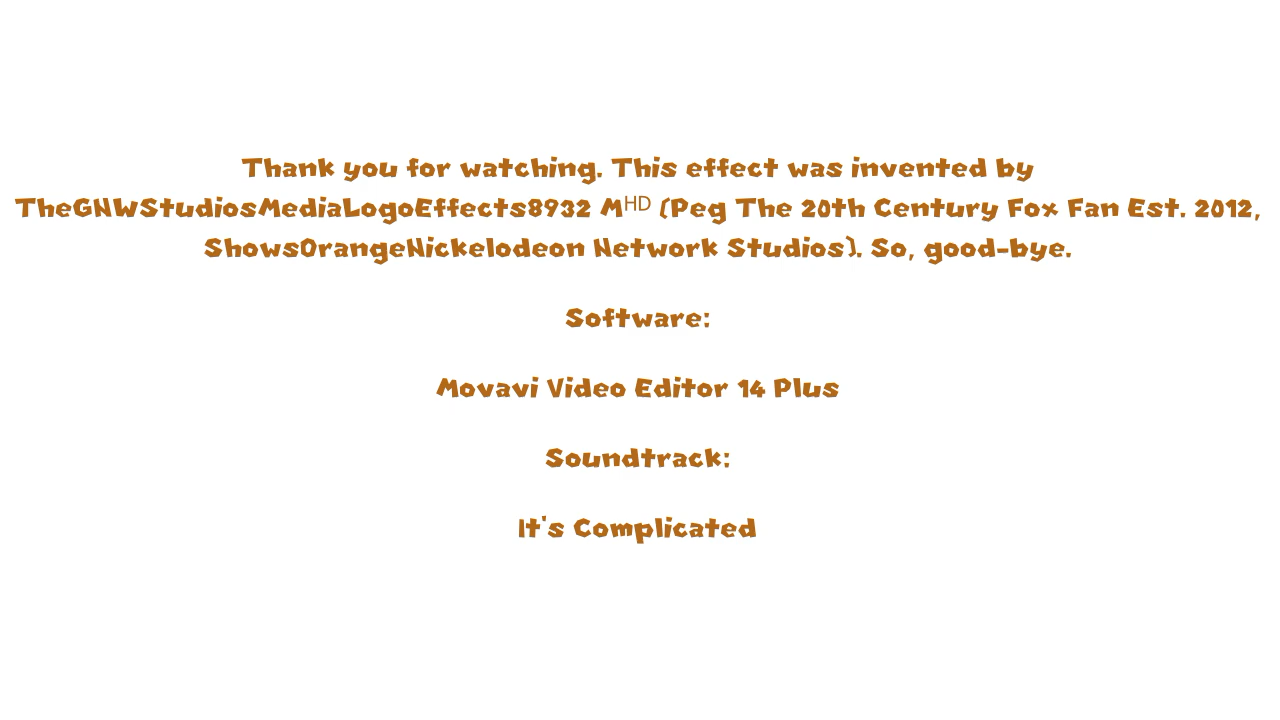 Thank you for watching. This effect was invented by
TheGNWStudiosMediaLogoEffects8932 Mᴴᴰ (Peg The 20th Century Fox Fan Est. 2012,
ShowsOrangeNickelodeon Network Studios). So, good-bye.
Software:
Movavi Video Editor 14 Plus
Soundtrack:
It's Complicated